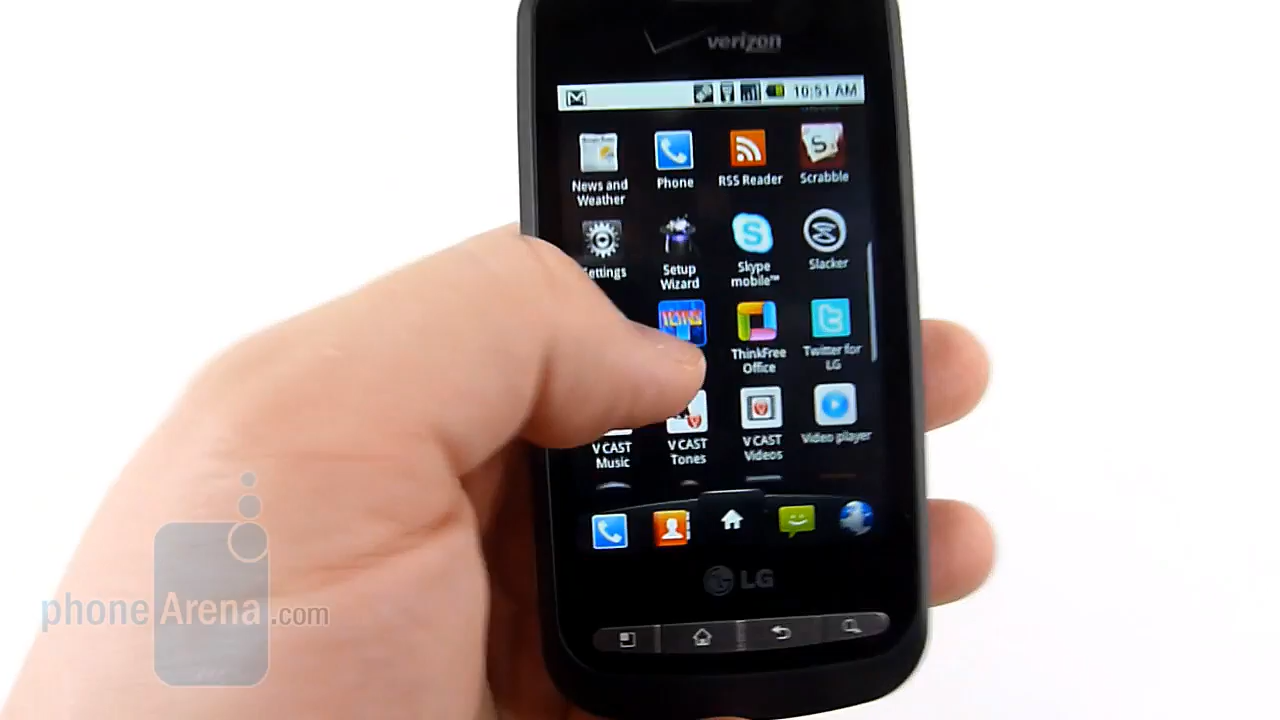 verizon
10:51 AM
News and
Weather
Phone
RSS Reader
Scrabble
Settings
Setup
Wizard
Skype
mobile™
Slacker
TETRIS
ThinkFree
Office
Twitter for
LG
V CAST
Music
V CAST
Tones
V CAST
Videos
Video player
LG
phoneArena.com